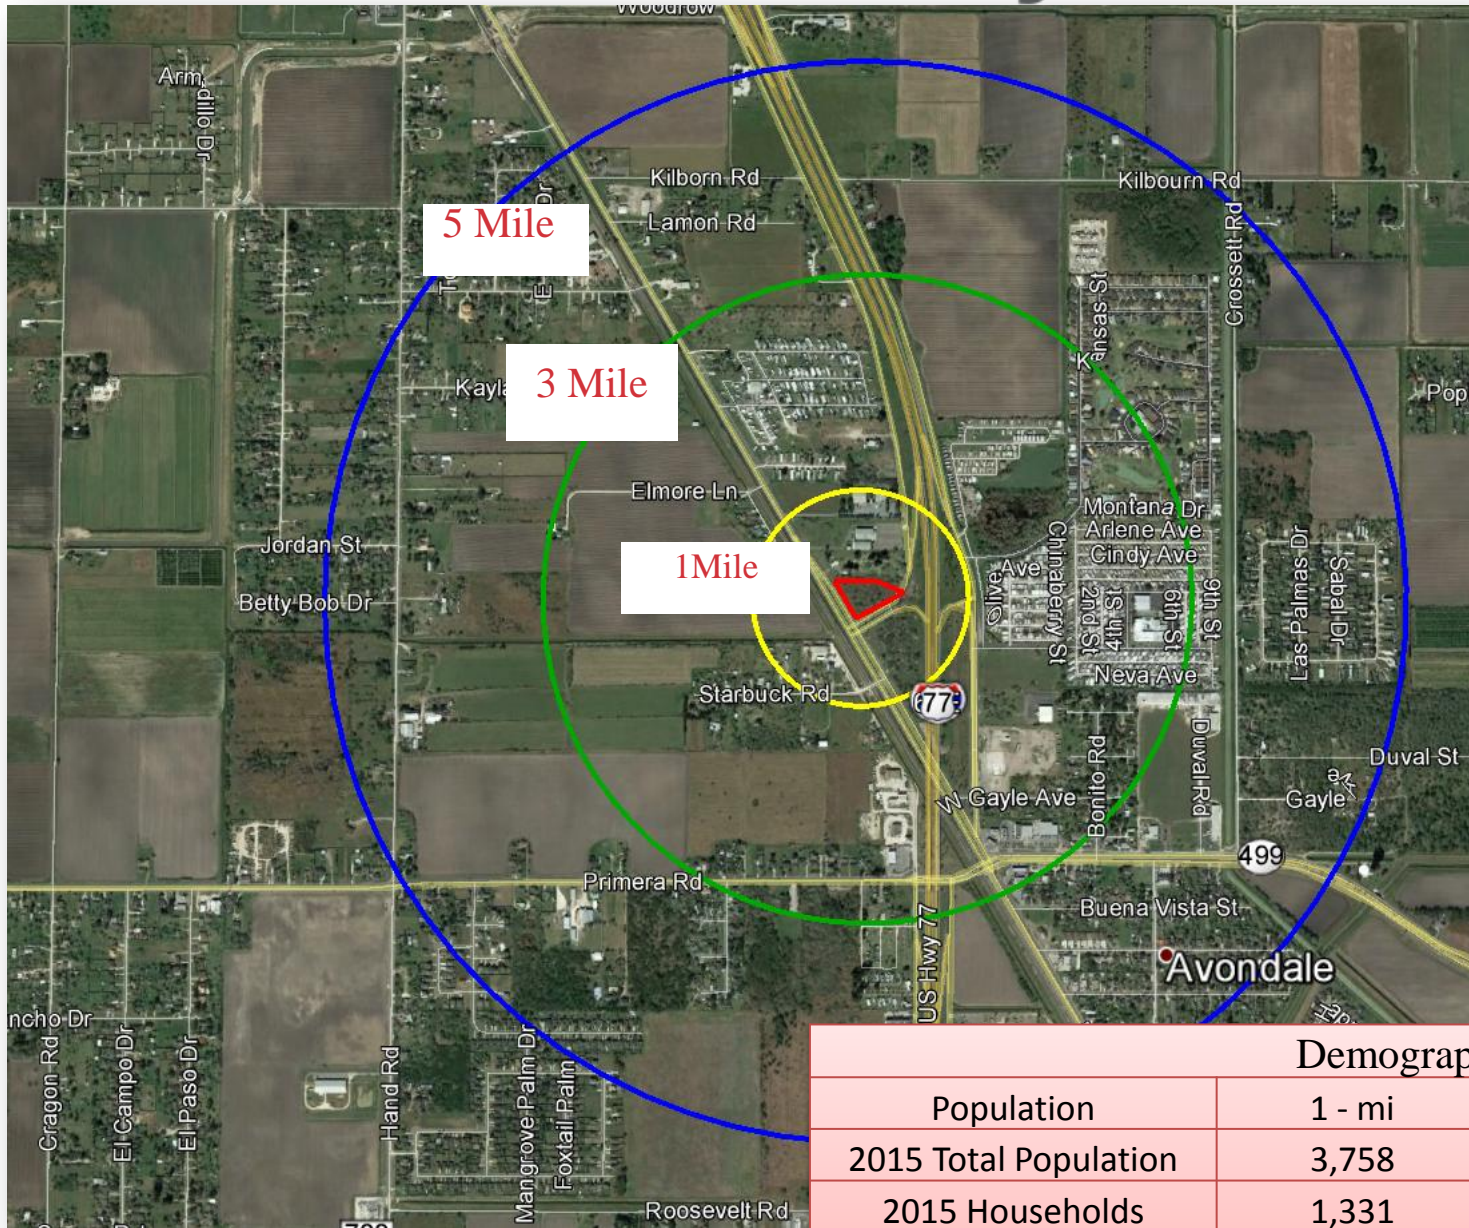 Woodrow
Arm
dillo Dr
Kilborn Rd
Kilbourn Rd
Lamon Rd
Crossett Rd
5 Mile
Dr
E
ansas St
K
3 Mile
Kayla
Pop
Elmore Ln
Montana Dr
Arlene Ave
Cindy Ave
Jordan St
Chinaberry St
Olive
Ave
1Mile
Betty Bob Dr
2nd St
4th St
6th St
9th St
Las Palmas Dr
Sabal Dr
Neva Ave
Starbuck Rd
77
Duval Rd
Duval St
Bonito Rd
Ave
Gayle
W Gayle Ave
499
Primera Rd
Buena Vista St
US Hwy 77
Avondale
ncho Dr
Cragon Rd
El Campo Dr
El Paso Dr
Hand Rd
Mangrove Palm Dr
Foxtail Palm
Roosevelt Rd
Demograp
Population 1 - mi
2015 Total Population 3,758
2015 Households 1,331